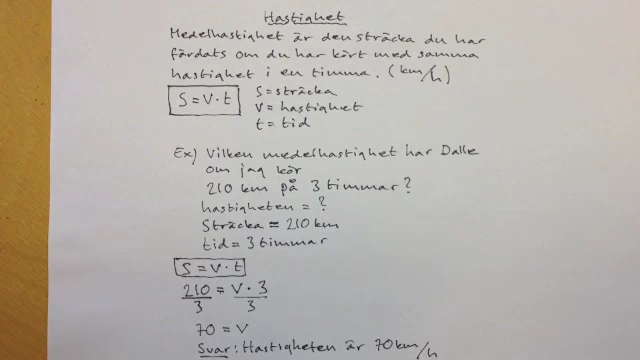 Hastighet
Medelhastighet är den sträcka du har
färdats om du har kört med samma
hastighet i en timma. (km/h)
S = V · t
S = sträcka
V = hastighet
t = tid
Ex) Vilken medelhastighet har Dalle
om jag kör
210 km på 3 timmar?
hastigheten = ?
Sträcka = 210 km
tid = 3 timmar
S = V · t
210/3 = V · 3/3
70 = V
Svar: Hastigheten är 70 km/h